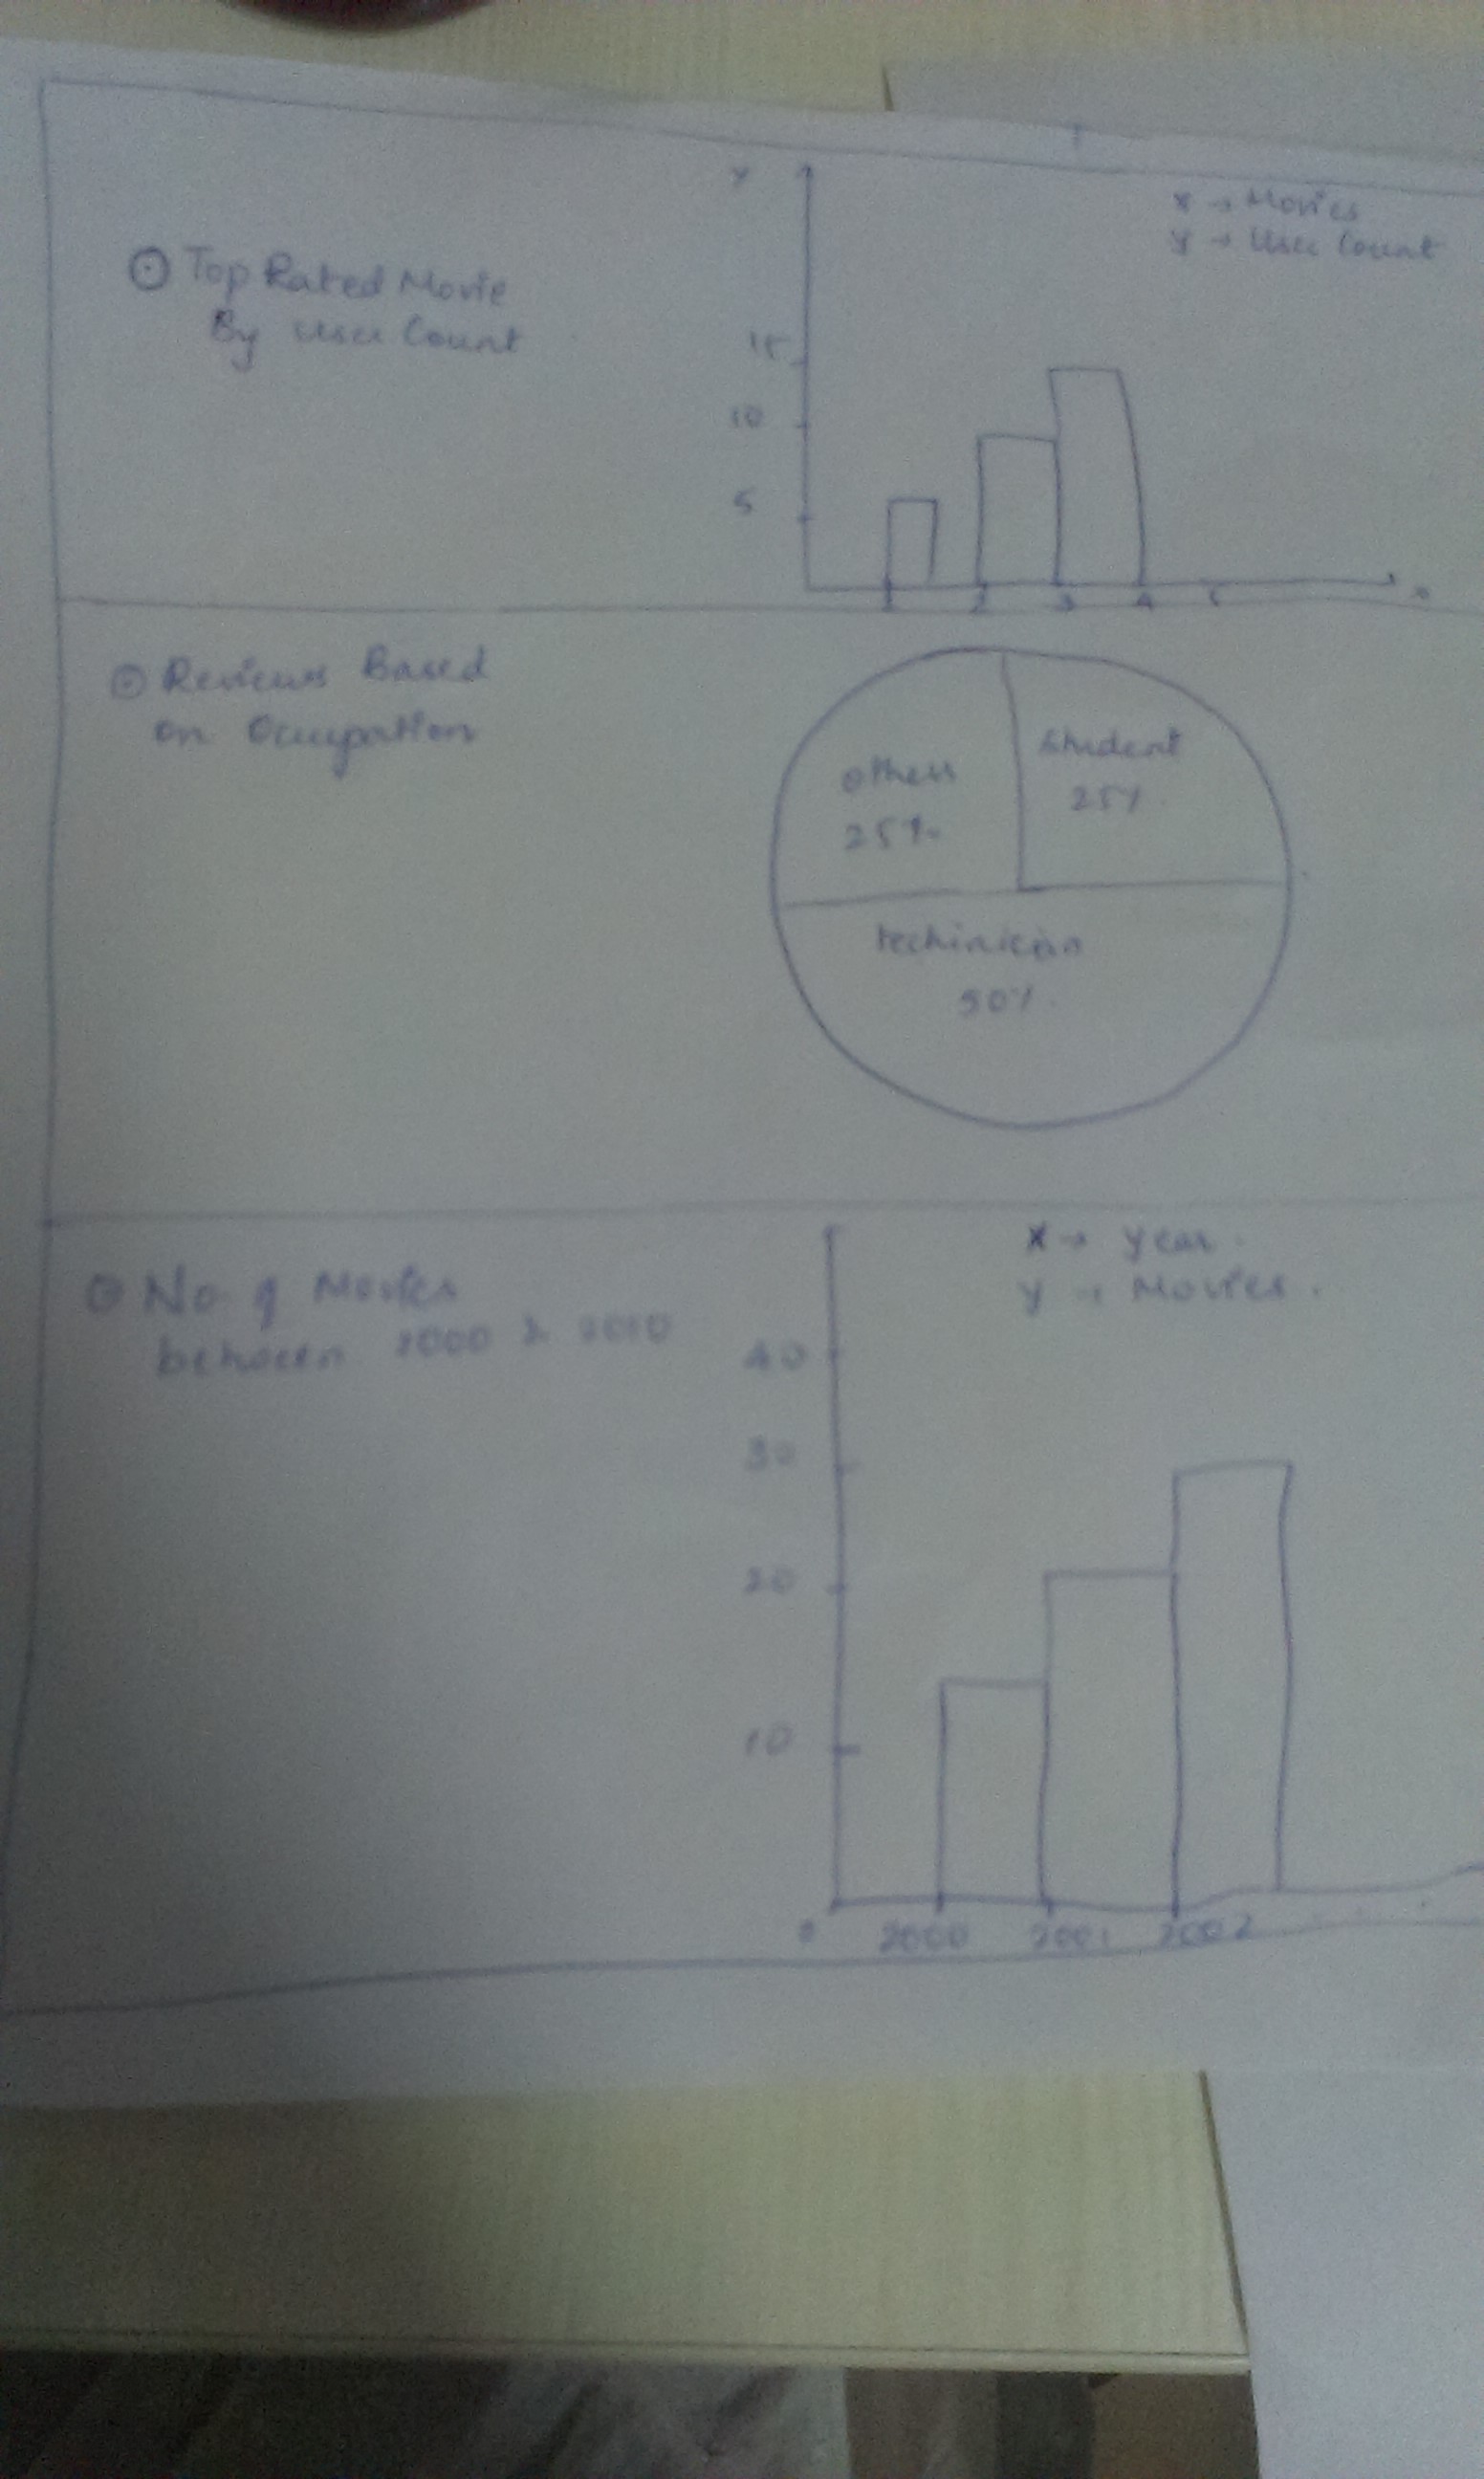 Y
X → Movies
Y → User Count
⊙ Top Rated Movie
By User Count
15
10
5
1 2 3 4 5
⊙ Reviews Based
on Occupation
Others
25%
Student
25%
techinician
50%
X → Year.
Y → Movies.
⊙ No of Movies
between 2000 & 2010
40
30
20
10
0 2000 2001 2002